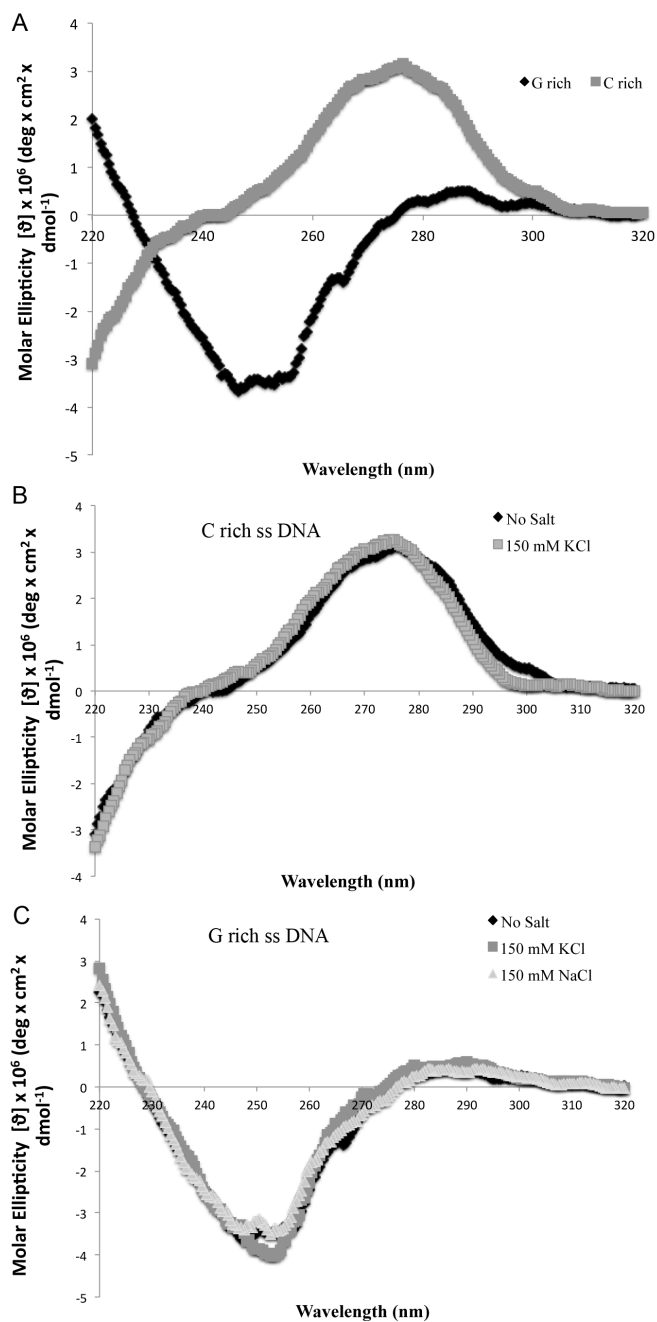 A
4
3
2
1
0
-1
-2
-3
-4
-5
220 240 260 280 300 320
G rich C rich
Molar Ellipticity [ϑ] x 10⁶ (deg x cm² x
dmol⁻¹)
Wavelength (nm)
B
4
3
2
1
0
-1
-2
-3
-4
220 230 240 250 260 270 280 290 300 310 320
C rich ss DNA
No Salt
150 mM KCl
Molar Ellipticity [ϑ] x 10⁶ (deg x cm² x
dmol⁻¹)
Wavelength (nm)
C
4
3
2
1
0
-1
-2
-3
-4
-5
220 230 240 250 260 270 280 290 300 310 320
G rich ss DNA
No Salt
150 mM KCl
150 mM NaCl
Molar Ellipticity [ϑ] x 10⁶ (deg x cm² x
dmol⁻¹)
Wavelength (nm)